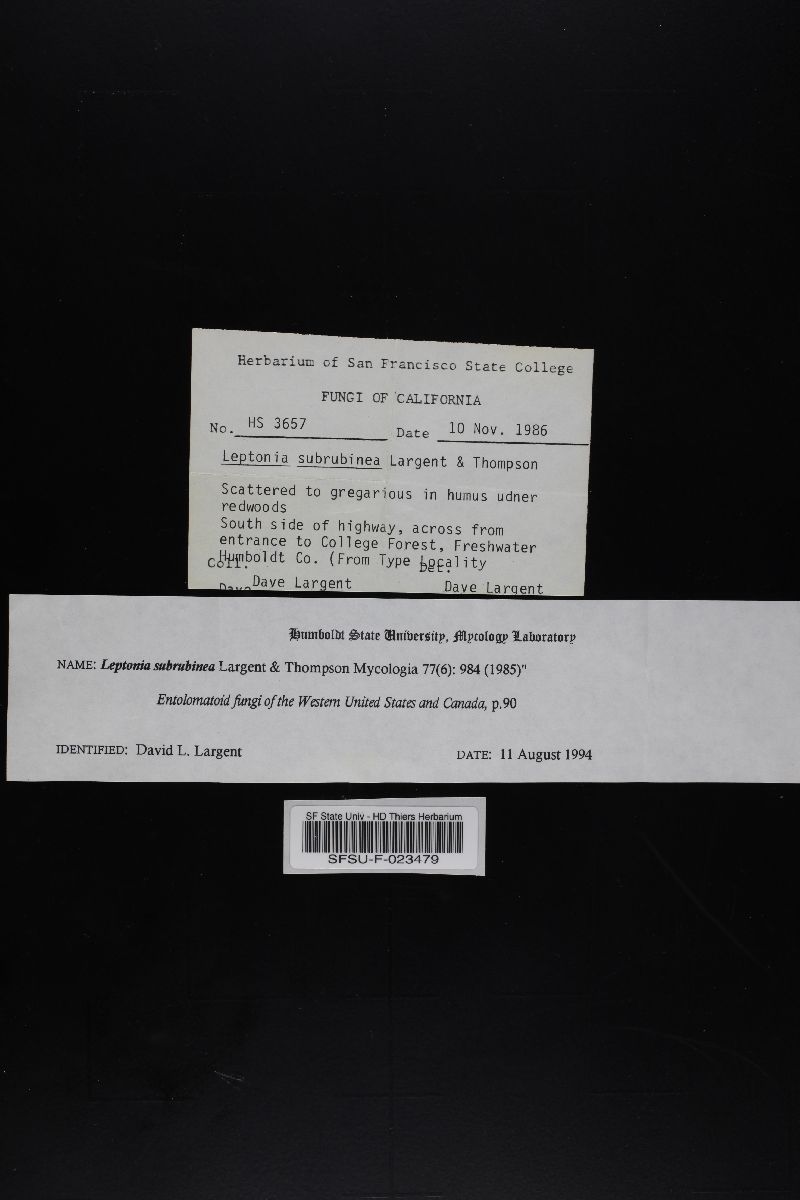 Herbarium of San Francisco State College
FUNGI OF CALIFORNIA
No. HS 3657 Date 10 Nov. 1986
Leptonia subrubinea Largent & Thompson
Scattered to gregarious in humus udner
redwoods
South side of highway, across from
entrance to College Forest, Freshwater
Humboldt Co. (From Type Locality
Coll. Det.
Dave Largent Dave Largent
Humboldt State University, Mycology Laboratory
NAME: Leptonia subrubinea Largent & Thompson Mycologia 77(6): 984 (1985)"
Entolomatoid fungi of the Western United States and Canada, p.90
IDENTIFIED: David L. Largent DATE: 11 August 1994
SF State Univ - HD Thiers Herbarium
SFSU-F-023479